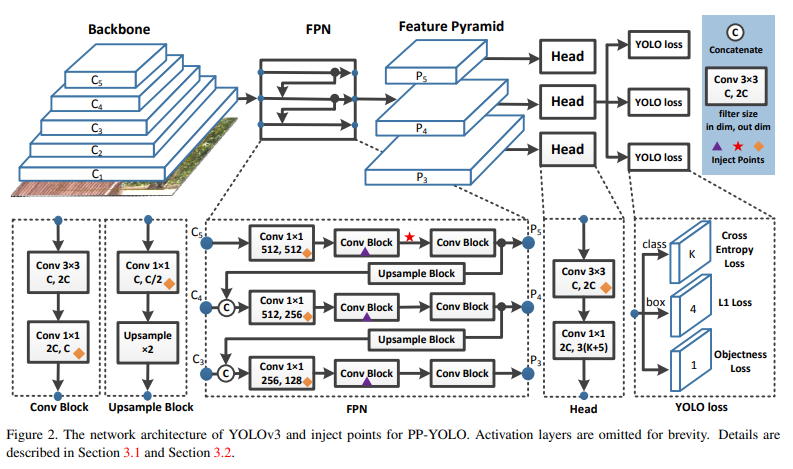 Backbone
FPN
Feature Pyramid
C5
C4
C3
C2
C1
P5
P4
P3
Head
Head
Head
YOLO loss
YOLO loss
YOLO loss
C
Concatenate
Conv 3×3
C, 2C
filter size
in dim, out dim
Inject Points
Conv 3×3
C, 2C
Conv 1×1
2C, C
Conv Block
Conv 1×1
C, C/2
Upsample
×2
Upsample Block
C5
Conv 1×1
512, 512
Conv Block
Conv Block
P5
Upsample Block
C4
C
Conv 1×1
512, 256
Conv Block
Conv Block
P4
Upsample Block
C3
C
Conv 1×1
256, 128
Conv Block
Conv Block
P3
FPN
Conv 3×3
C, 2C
Conv 1×1
2C, 3(K+5)
Head
class
K
Cross
Entropy
Loss
box
4
L1 Loss
1
Objectness
Loss
YOLO loss
Figure 2. The network architecture of YOLOv3 and inject points for PP-YOLO. Activation layers are omitted for brevity. Details are
described in Section 3.1 and Section 3.2.